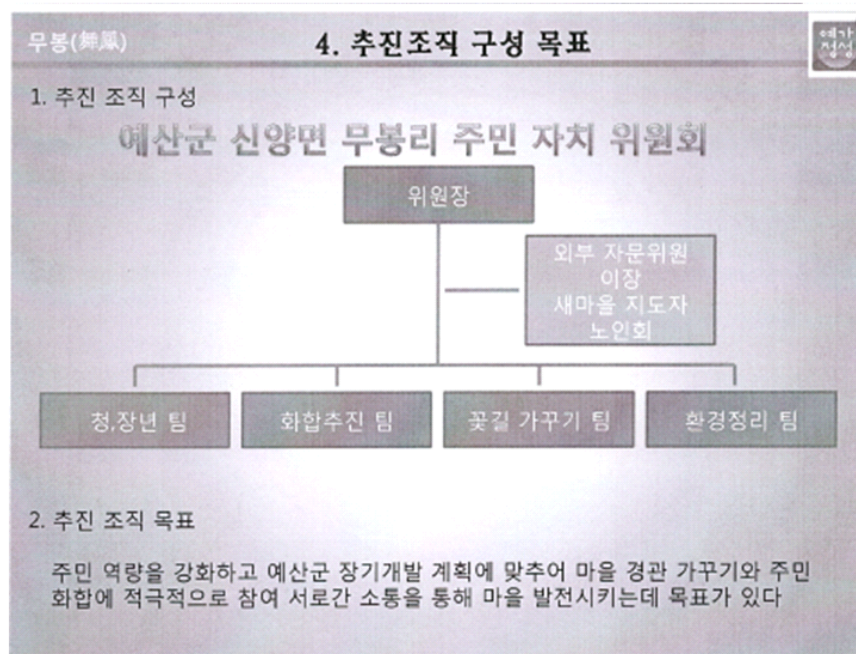 무봉(舞鳳)
4. 추진조직 구성 목표
예가
정성
1. 추진 조직 구성
예산군 신양면 무봉리 주민 자치 위원회
위원장
외부 자문위원
이장
새마을 지도자
노인회
청,장년 팀
화합추진 팀
꽃길 가꾸기 팀
환경정리 팀
2. 추진 조직 목표
주민 역량을 강화하고 예산군 장기개발 계획에 맞추어 마을 경관 가꾸기와 주민
화합에 적극적으로 참여 서로간 소통을 통해 마을 발전시키는데 목표가 있다